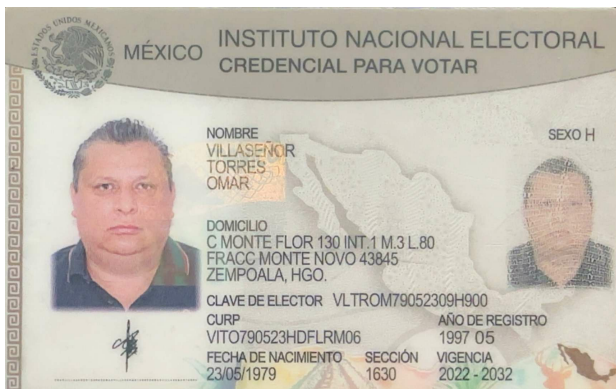 ESTADOS UNIDOS MEXICANOS
MÉXICO
INSTITUTO NACIONAL ELECTORAL
CREDENCIAL PARA VOTAR
NOMBRE
VILLASEÑOR
TORRES
OMAR
SEXO H
DOMICILIO
C MONTE FLOR 130 INT.1 M.3 L.80
FRACC MONTE NOVO 43845
ZEMPOALA, HGO.
CLAVE DE ELECTOR VLTROM79052309H900
CURP
VITO790523HDFLRM06
AÑO DE REGISTRO
1997 05
FECHA DE NACIMIENTO
23/05/1979
SECCIÓN
1630
VIGENCIA
2022 - 2032